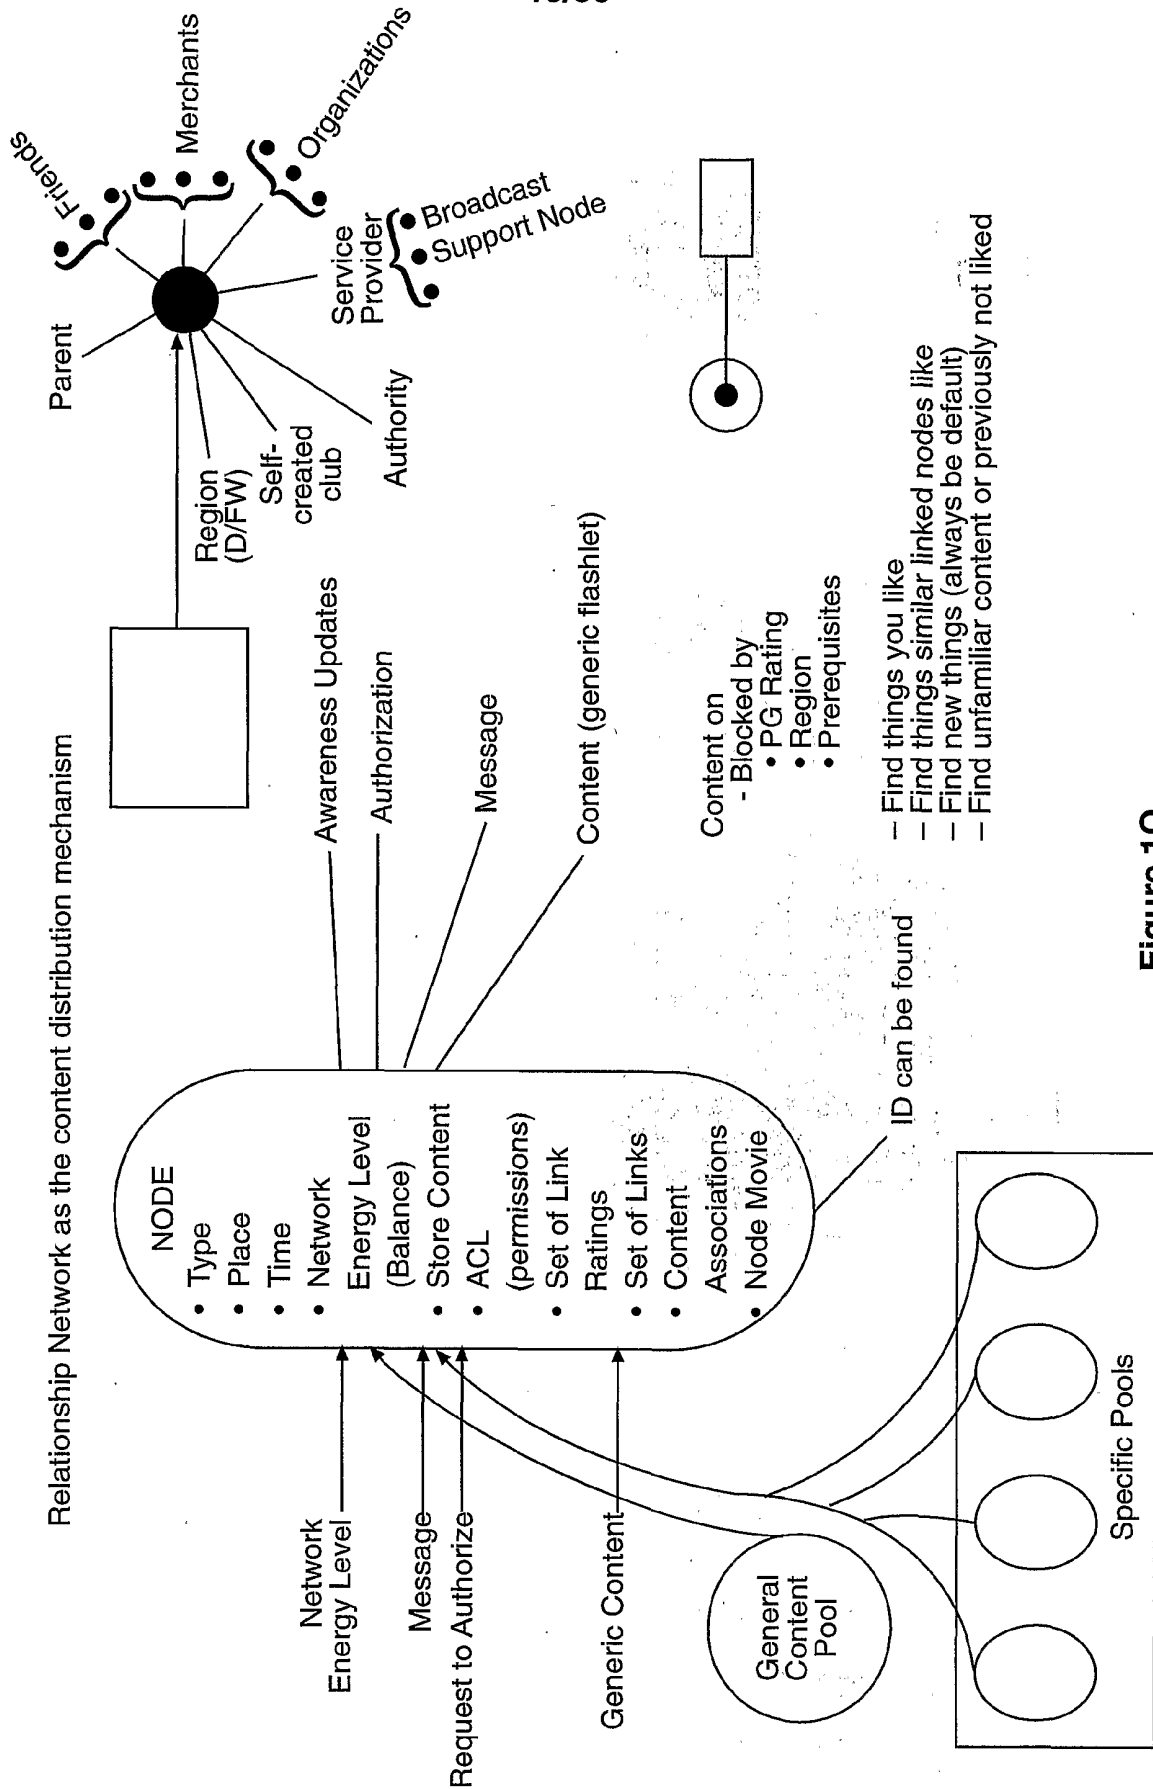 Relationship Network as the content distribution mechanism
Parent
Friends
Merchants
Organizations
Service
Provider
Broadcast
Support Node
Region
(D/FW)
Self-
created
club
Authority
NODE
• Type
• Place
• Time
• Network
Energy Level
(Balance)
• Store Content
• ACL
(permissions)
• Set of Link
Ratings
• Set of Links
• Content
Associations
• Node Movie
Awareness Updates
Authorization
Message
Content (generic flashlet)
ID can be found
Network
Energy Level
Message
Request to Authorize
Generic Content
General
Content
Pool
Specific Pools
Content on
- Blocked by
• PG Rating
• Region
• Prerequisites
– Find things you like
– Find things similar linked nodes like
– Find new things (always be default)
– Find unfamiliar content or previously not liked
Figure